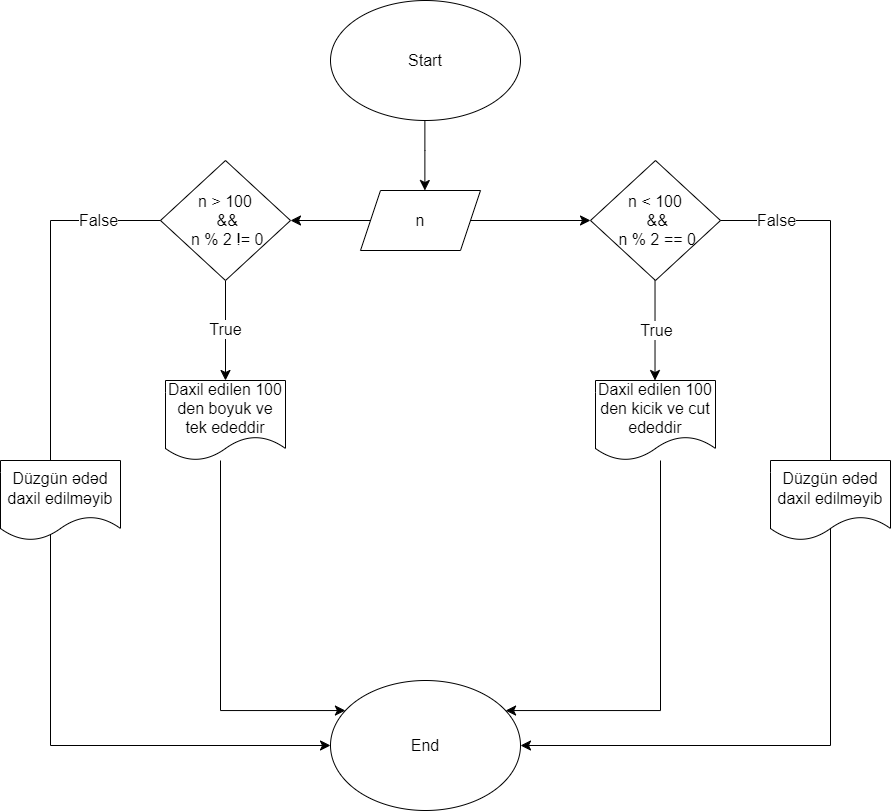 Start
n > 100
&&
n % 2 != 0
n
n < 100
&&
n % 2 == 0
False
False
True
True
Daxil edilen 100
den boyuk ve
tek ededdir
Daxil edilen 100
den kicik ve cut
ededdir
Düzgün ədəd
daxil edilməyib
Düzgün ədəd
daxil edilməyib
End